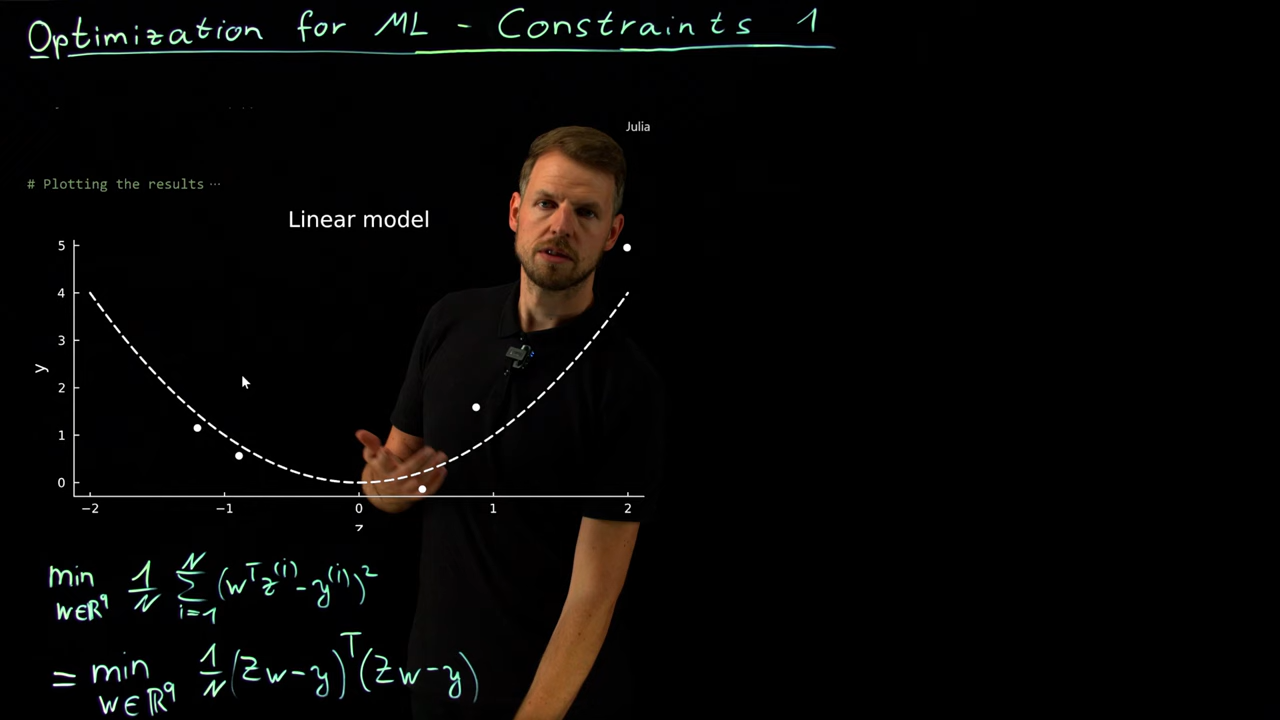 Optimization for ML - Constraints 1
Julia
# Plotting the results ...
Linear model
5
4
3
2
1
0
y
−2 −1 0 1 2
z
min w∈ℝ⁹ 1/N ∑ i=1 N (wᵀz⁽ⁱ⁾ - y⁽ⁱ⁾)²
= min w∈ℝ⁹ 1/N (Zw-y)ᵀ(Zw-y)